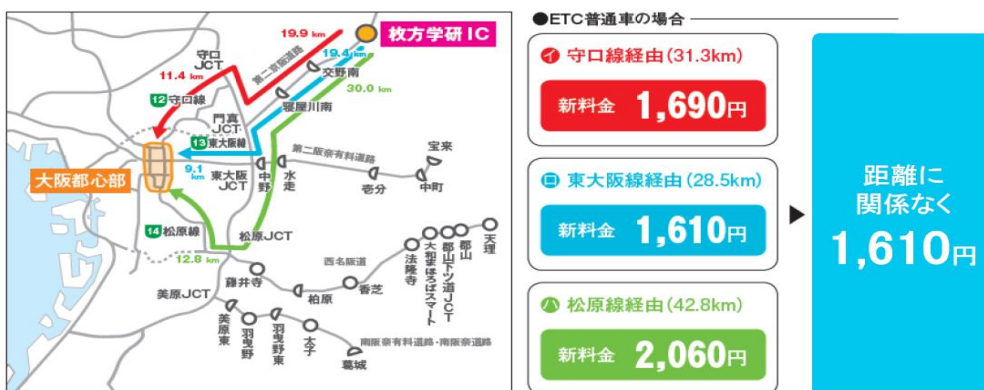 19.9 km
枚方学研IC
守口
JCT
11.4 km
第二京阪道路
19.4 km
交野南
30.0 km
12 守口線
寝屋川南
門真
JCT
13 東大阪線
第二阪奈有料道路
宝来
大阪都心部
9.1
km
東大阪
JCT
中野
水走
壱分
中町
14 松原線
松原JCT
12.8 km
西名阪道
藤井寺
柏原
香芝
法隆寺
大和まほろばスマート
郡山下ツ道JCT
郡山
天理
美原JCT
美原東
羽曳野
羽曳野東
太子
葛城
南阪奈有料道路・南阪奈道路
●ETC普通車の場合
イ 守口線経由(31.3km)
新料金 1,690円
ロ 東大阪線経由(28.5km)
新料金 1,610円
ハ 松原線経由(42.8km)
新料金 2,060円
距離に
関係なく
1,610円